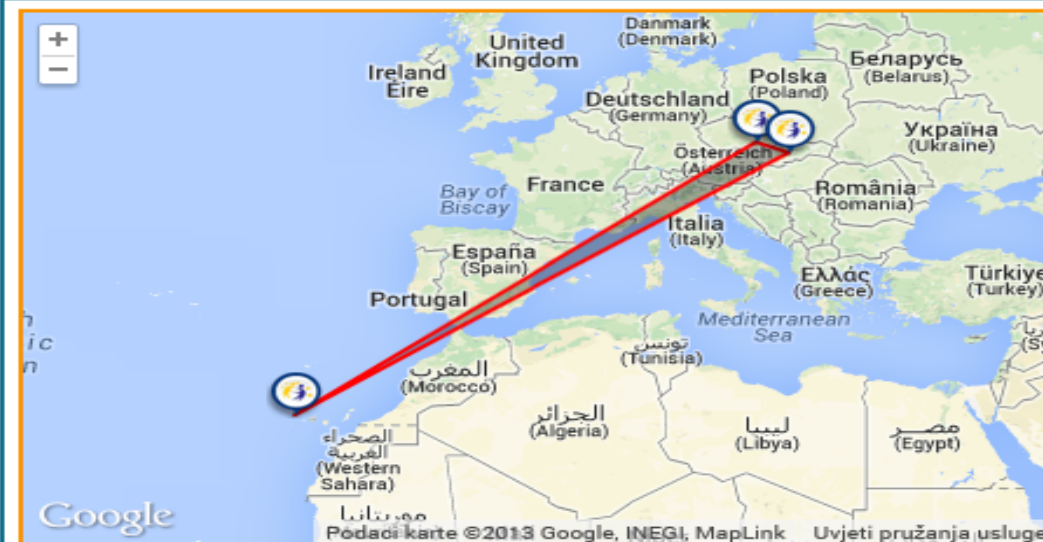 +
−
Danmark
(Denmark)
United
Kingdom
Ireland
Éire
Беларусь
(Belarus)
Polska
(Poland)
Deutschland
(Germany)
Україна
(Ukraine)
Österreich
(Austria)
France
Bay of
Biscay
România
(Romania)
Italia
(Italy)
España
(Spain)
Portugal
Ελλάς
(Greece)
Türkiye
(Turkey)
Mediterranean
Sea
تونس
(Tunisia)
المغرب
(Morocco)
الجزائر
(Algeria)
ليبيا
(Libya)
مصر
(Egypt)
الصحراء
الغربية
(Western
Sahara)
موريتانيا
Google
Podaci karte ©2013 Google, INEGI, MapLink Uvjeti pružanja usluge